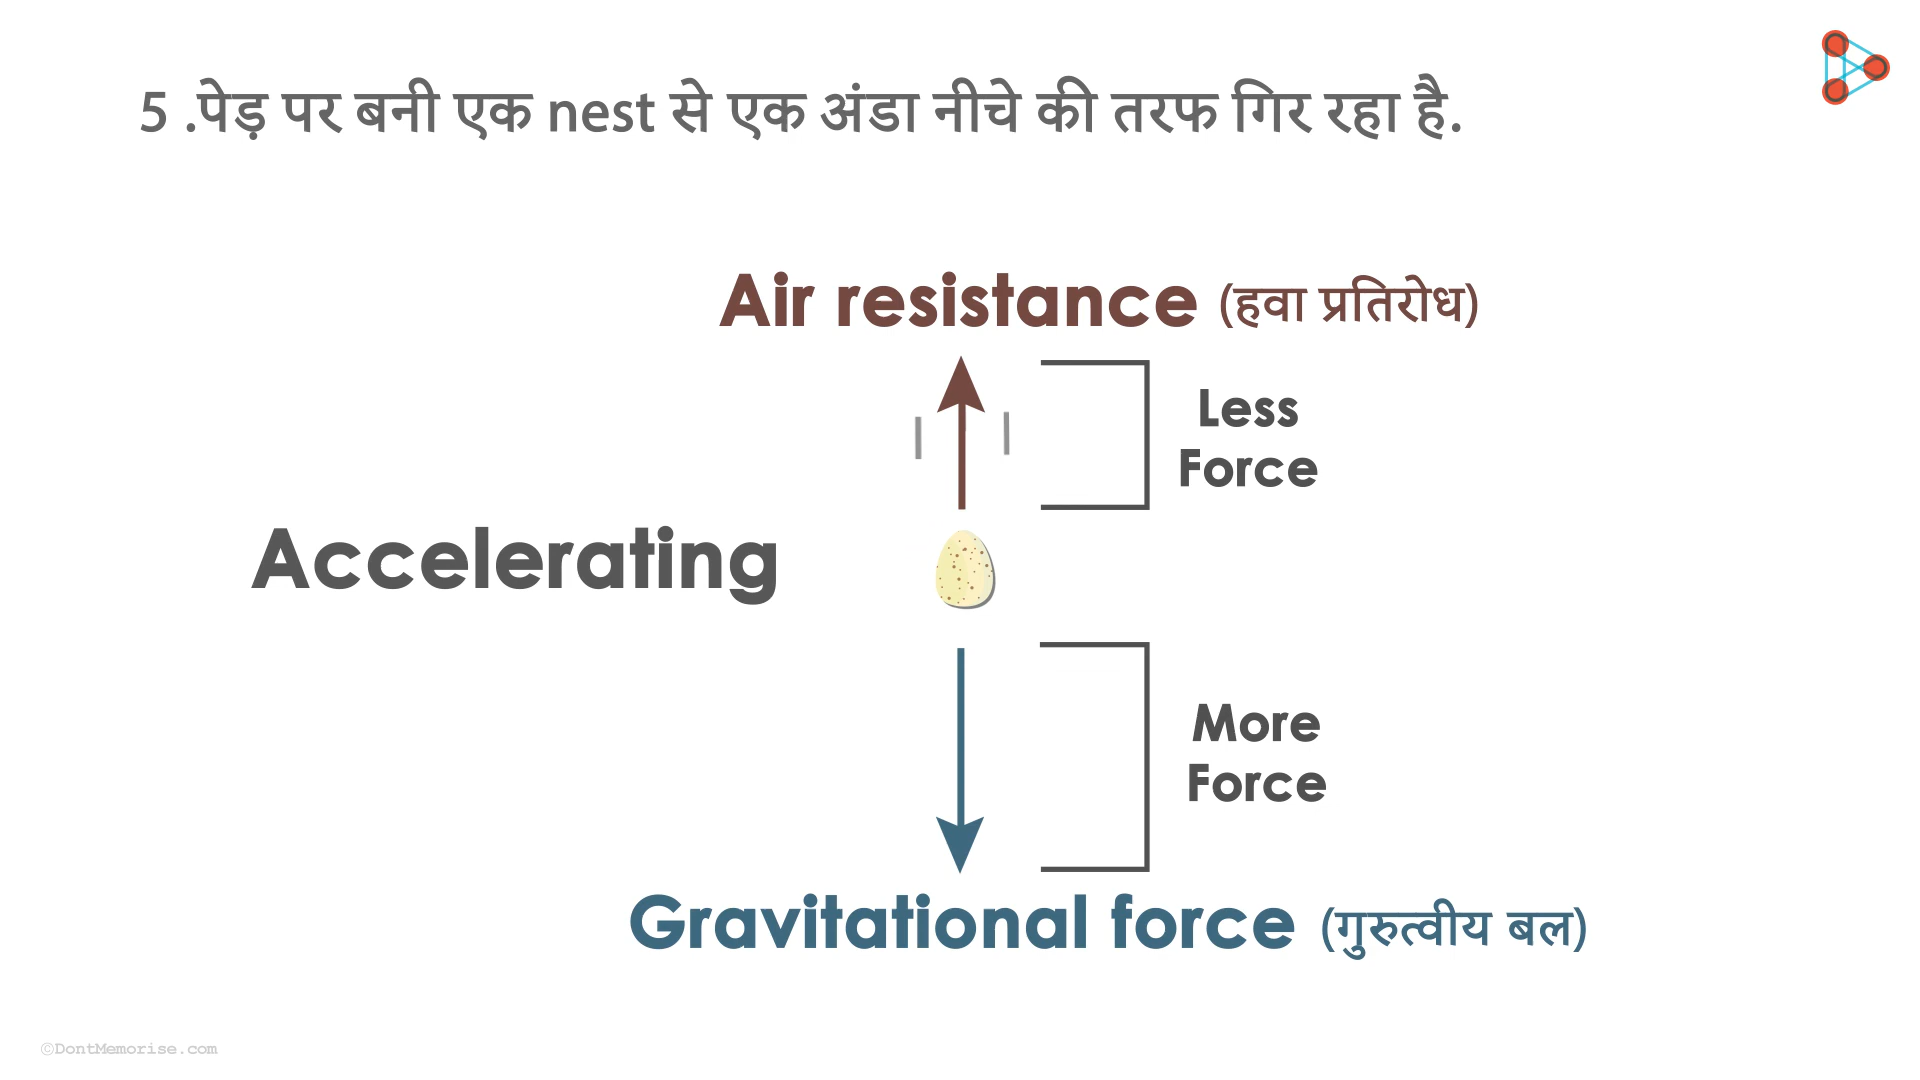 5 .पेड़ पर बनी एक nest से एक अंडा नीचे की तरफ गिर रहा है.
Air resistance (हवा प्रतिरोध)
Less
Force
Accelerating
More
Force
Gravitational force (गुरुत्वीय बल)
©DontMemorise.com